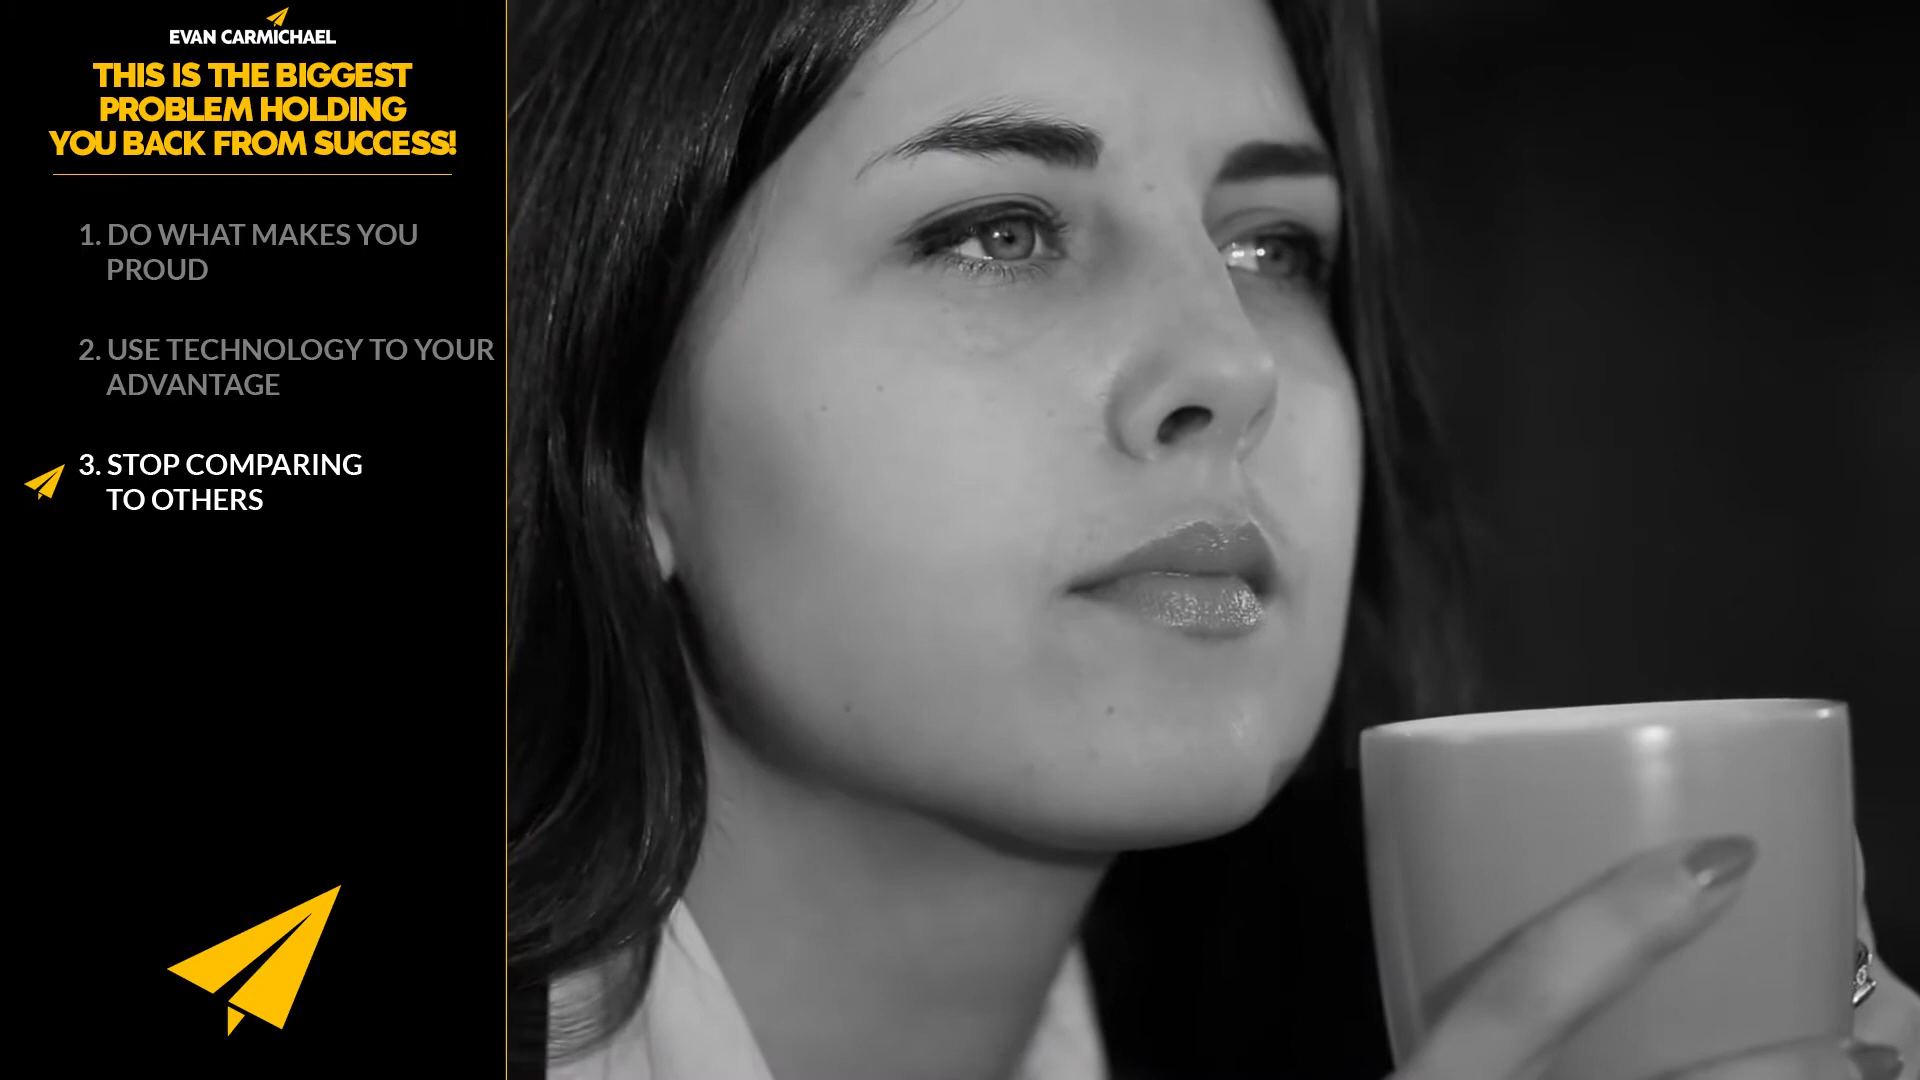 EVAN CARMICHAEL
THIS IS THE BIGGEST
PROBLEM HOLDING
YOU BACK FROM SUCCESS!
1. DO WHAT MAKES YOU
PROUD
2. USE TECHNOLOGY TO YOUR
ADVANTAGE
3. STOP COMPARING
TO OTHERS